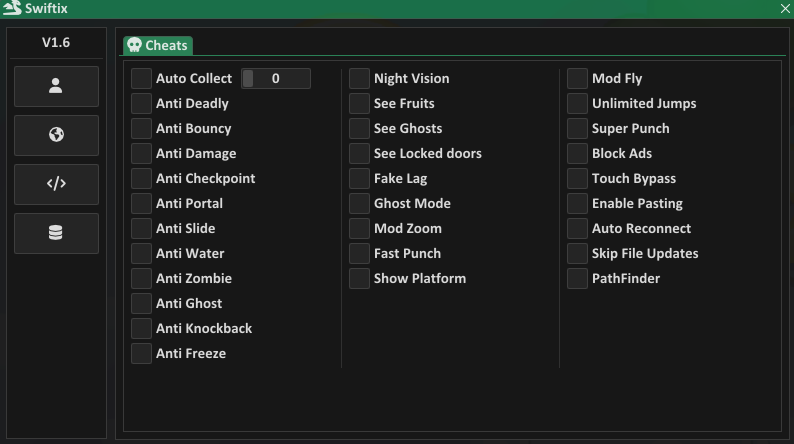 Swiftix
V1.6
Cheats
Auto Collect 0
Anti Deadly
Anti Bouncy
Anti Damage
Anti Checkpoint
Anti Portal
Anti Slide
Anti Water
Anti Zombie
Anti Ghost
Anti Knockback
Anti Freeze
Night Vision
See Fruits
See Ghosts
See Locked doors
Fake Lag
Ghost Mode
Mod Zoom
Fast Punch
Show Platform
Mod Fly
Unlimited Jumps
Super Punch
Block Ads
Touch Bypass
Enable Pasting
Auto Reconnect
Skip File Updates
PathFinder